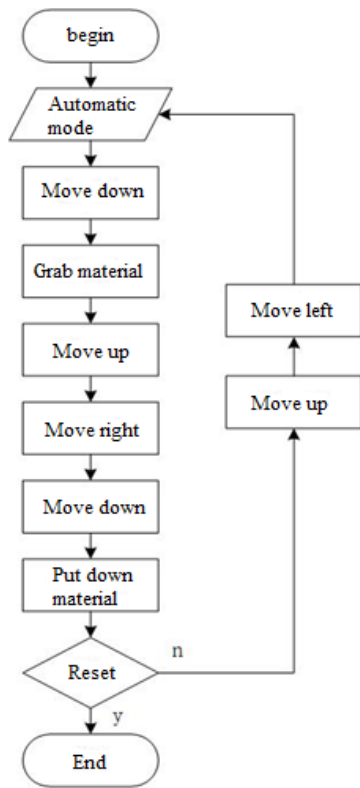 begin
Automatic
mode
Move down
Grab material
Move up
Move right
Move down
Put down
material
Reset
n
y
End
Move left
Move up